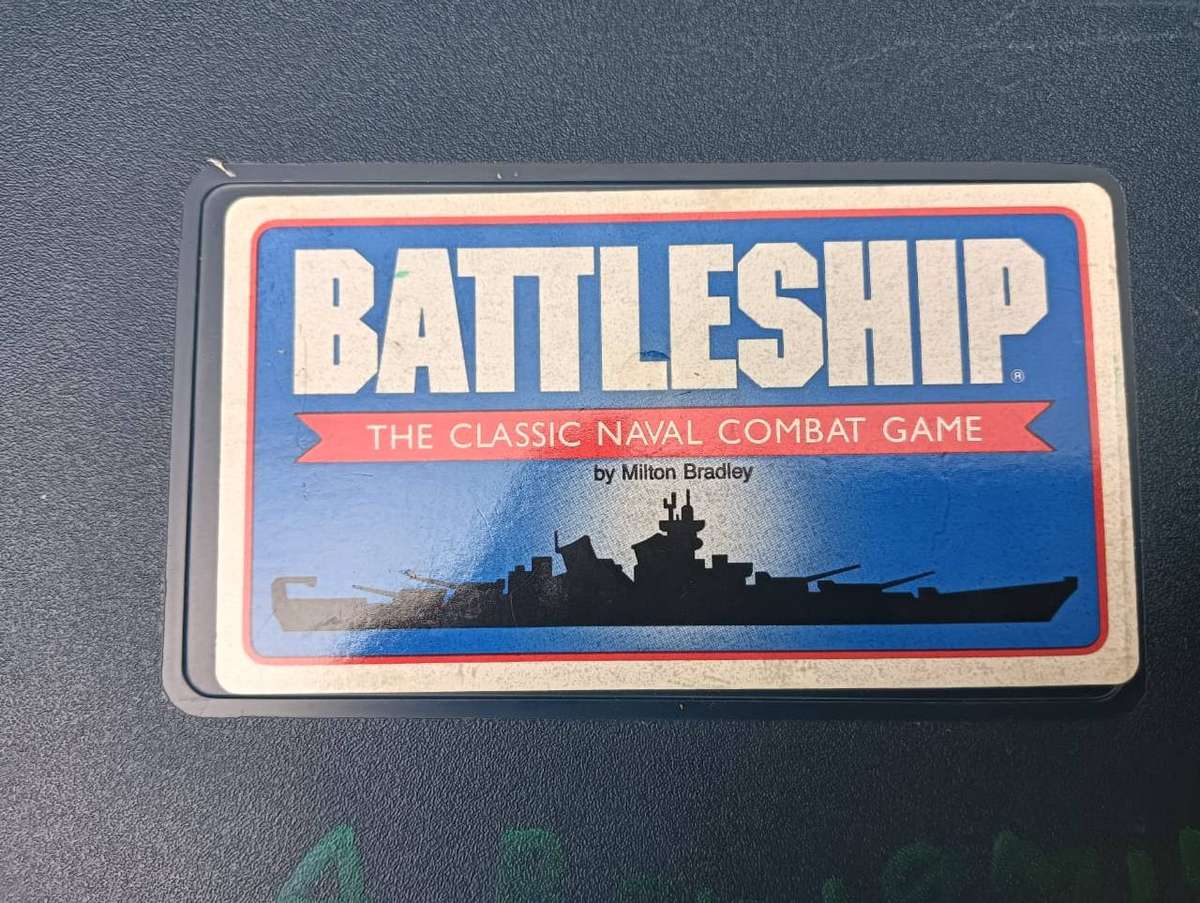 BATTLESHIP®
THE CLASSIC NAVAL COMBAT GAME
by Milton Bradley